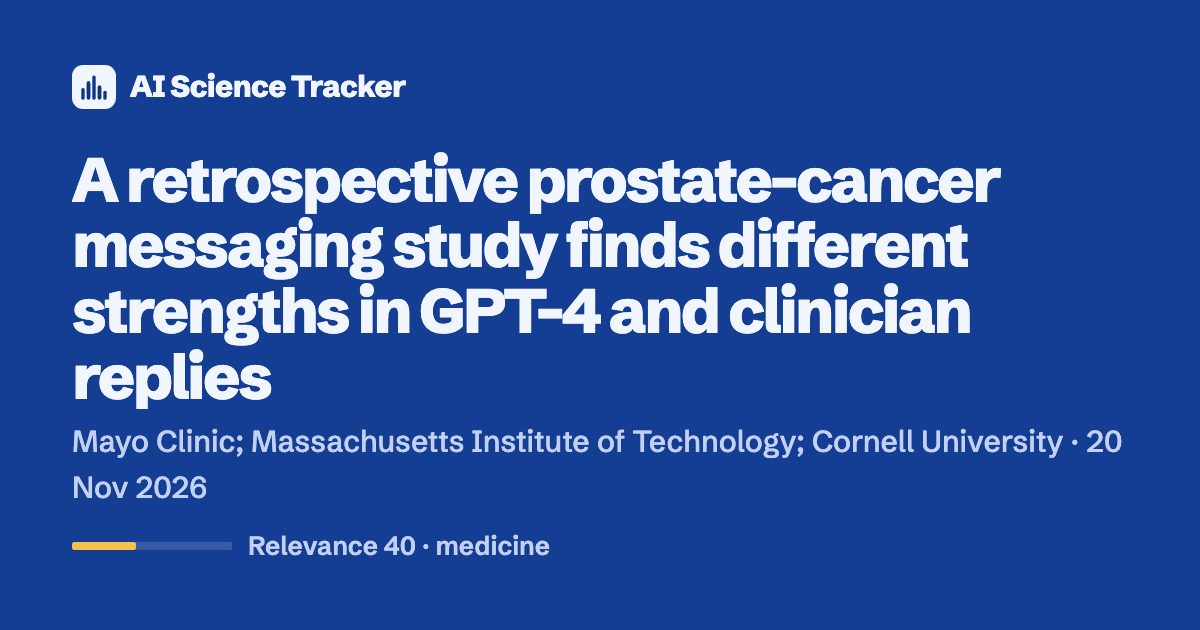 AI Science Tracker
A retrospective prostate-cancer
messaging study finds different
strengths in GPT-4 and clinician
replies
Mayo Clinic; Massachusetts Institute of Technology; Cornell University · 20
Nov 2026
Relevance 40 · medicine